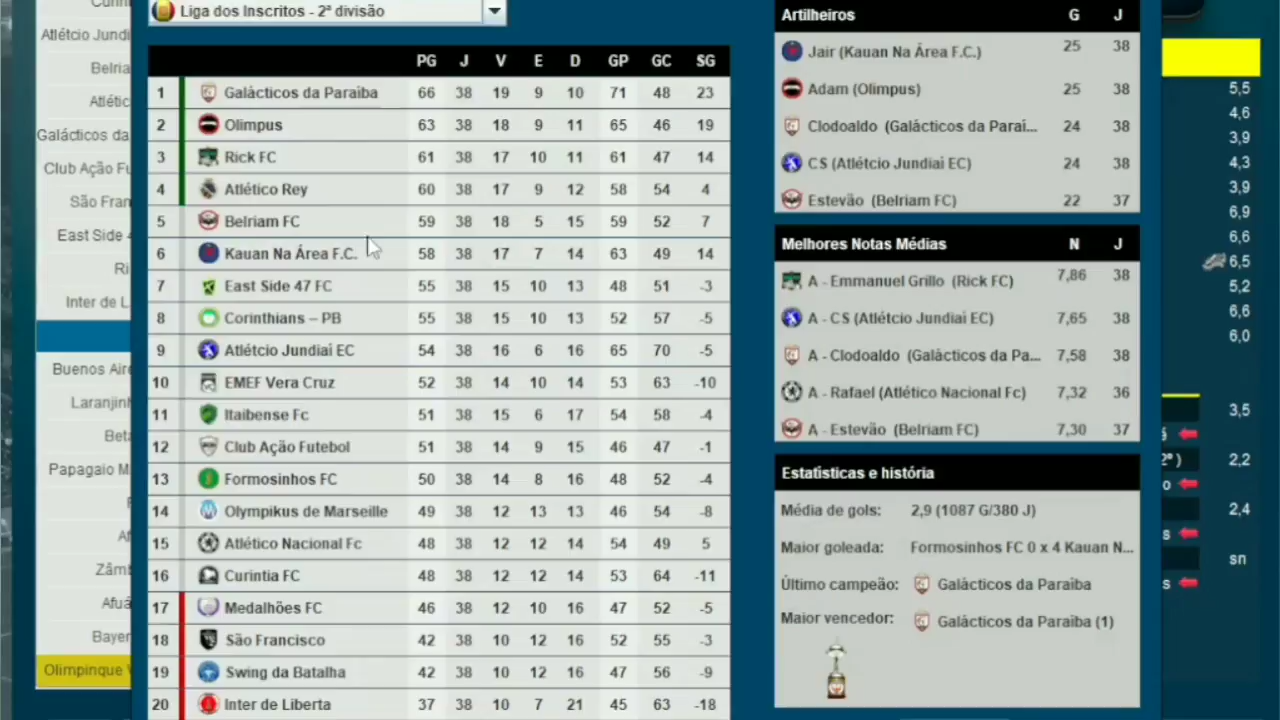 Liga dos Inscritos - 2ª divisão
PG J V E D GP GC SG
1 Galácticos da Paraíba 66 38 19 9 10 71 48 23
2 Olimpus 63 38 18 9 11 65 46 19
3 Rick FC 61 38 17 10 11 61 47 14
4 Atlético Rey 60 38 17 9 12 58 54 4
5 Belriam FC 59 38 18 5 15 59 52 7
6 Kauan Na Área F.C. 58 38 17 7 14 63 49 14
7 East Side 47 FC 55 38 15 10 13 48 51 -3
8 Corinthians – PB 55 38 15 10 13 52 57 -5
9 Atlétcio Jundiaí EC 54 38 16 6 16 65 70 -5
10 EMEF Vera Cruz 52 38 14 10 14 53 63 -10
11 Itaibense Fc 51 38 15 6 17 54 58 -4
12 Club Ação Futebol 51 38 14 9 15 46 47 -1
13 Formosinhos FC 50 38 14 8 16 48 52 -4
14 Olympikus de Marseille 49 38 12 13 13 46 54 -8
15 Atlético Nacional Fc 48 38 12 12 14 54 49 5
16 Curintia FC 48 38 12 12 14 53 64 -11
17 Medalhões FC 46 38 12 10 16 47 52 -5
18 São Francisco 42 38 10 12 16 52 55 -3
19 Swing da Batalha 42 38 10 12 16 47 56 -9
20 Inter de Liberta 37 38 10 7 21 45 63 -18
Artilheiros G J
Jair (Kauan Na Área F.C.) 25 38
Adam (Olimpus) 25 38
Clodoaldo (Galácticos da Paraí... 24 38
CS (Atlétcio Jundiaí EC) 24 38
Estevão (Belriam FC) 22 37
Melhores Notas Médias N J
A - Emmanuel Grillo (Rick FC) 7,86 38
A - CS (Atlétcio Jundiaí EC) 7,65 38
A - Clodoaldo (Galácticos da Pa... 7,58 38
A - Rafael (Atlético Nacional Fc) 7,32 36
A - Estevão (Belriam FC) 7,30 37
Estatísticas e história
Média de gols: 2,9 (1087 G/380 J)
Maior goleada: Formosinhos FC 0 x 4 Kauan N...
Último campeão: Galácticos da Paraíba
Maior vencedor: Galácticos da Paraíba (1)
Atlétcio Jundi
Belria
Atlétic
Galácticos da
Club Ação Fu
São Fran
East Side 4
Ri
Inter de L
Buenos Aire
Laranjin
Beta
Papagaio M
Zâm
Afuá
Bayer
Olimpinque
5,5
4,6
3,9
4,3
3,9
6,9
6,6
6,5
5,2
6,6
6,0
3,5
2º) 2,2
o
2,4
s
sn
s